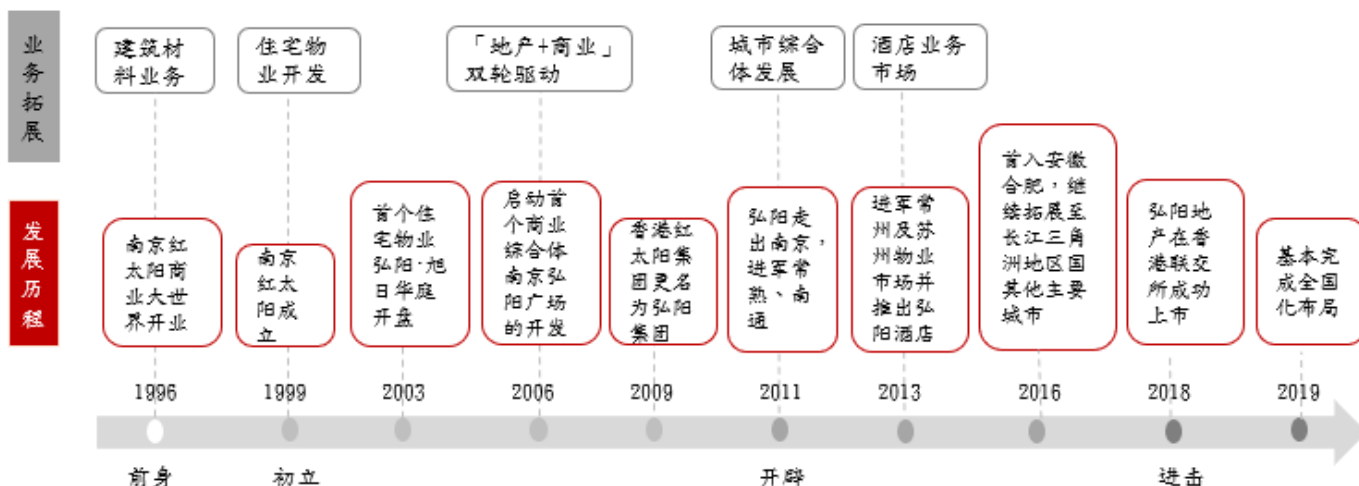 业务拓展
建筑材
料业务
住宅物
业开发
「地产+商业」
双轮驱动
城市综合
体发展
酒店业务
市场
发展历程
南京红
太阳商
业大世
界开业
南京
红太
阳成
立
首个住
宅物业
弘阳·旭
日华庭
开盘
启动首
个商业
综合体
南京弘
阳广场
的开发
香港红
太阳集
团更名
为弘阳
集团
弘阳走
出南京，
进军常
熟、南
通
进军常
州及苏
州物业
市场并
推出弘
阳酒店
首入安徽
合肥，继
续拓展至
长江三角
洲地区国
其他主要
城市
弘阳地
产在香
港联交
所成功
上市
基本完
成全国
化布局
1996
1999
2003
2006
2009
2011
2013
2016
2018
2019
前身
初立
开辟
进击